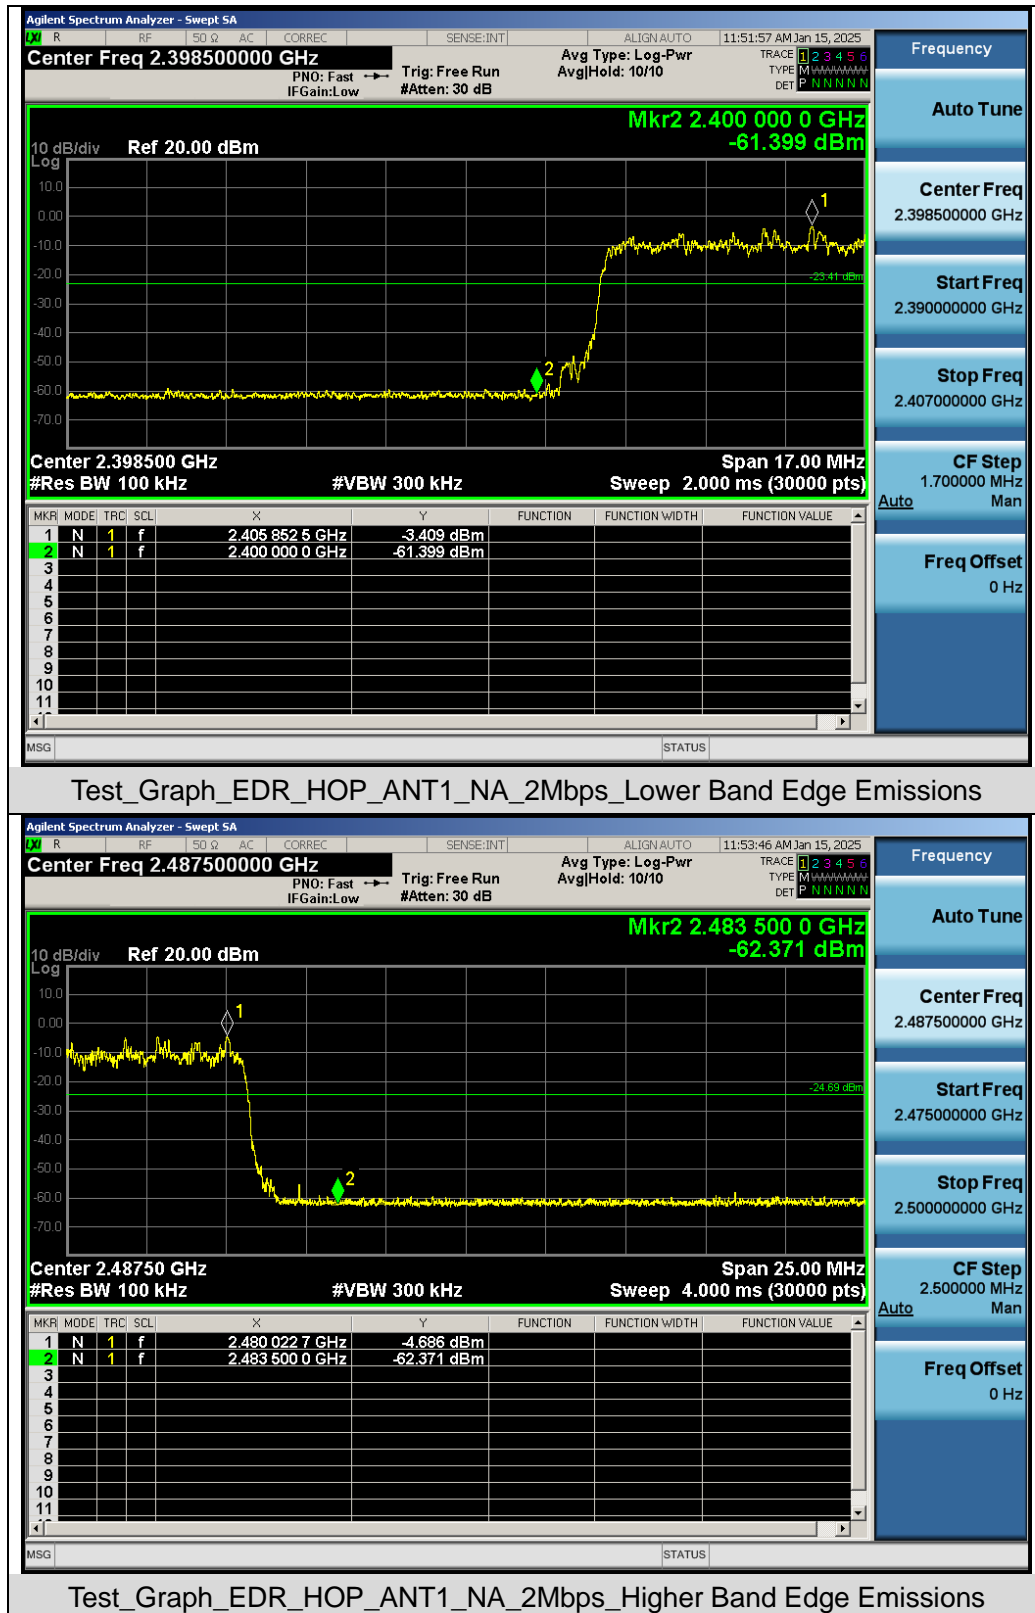 Agilent Spectrum Analyzer - Swept SA
LXI R RF 50 Ω AC CORREC SENSE:INT ALIGN AUTO 11:51:57 AM Jan 15, 2025
Center Freq 2.398500000 GHz
PNO: Fast
IFGain:Low
Trig: Free Run
#Atten: 30 dB
Avg Type: Log-Pwr
Avg|Hold: 10/10
TRACE 1 2 3 4 5 6
TYPE M
DET P N N N N N
Mkr2 2.400 000 0 GHz
-61.399 dBm
10 dB/div Ref 20.00 dBm
Log
10.0
0.00
-10.0
-20.0
-30.0
-40.0
-50.0
-60.0
-70.0
1
-23.41 dBm
2
Center 2.398500 GHz Span 17.00 MHz
#Res BW 100 kHz #VBW 300 kHz Sweep 2.000 ms (30000 pts)
MKR MODE TRC SCL X Y FUNCTION FUNCTION WIDTH FUNCTION VALUE
1 N 1 f 2.405 852 5 GHz -3.409 dBm
2 N 1 f 2.400 000 0 GHz -61.399 dBm
3
4
5
6
7
8
9
10
11
MSG STATUS
Frequency
Auto Tune
Center Freq
2.398500000 GHz
Start Freq
2.390000000 GHz
Stop Freq
2.407000000 GHz
CF Step
1.700000 MHz
Auto Man
Freq Offset
0 Hz
Test_Graph_EDR_HOP_ANT1_NA_2Mbps_Lower Band Edge Emissions
Agilent Spectrum Analyzer - Swept SA
LXI R RF 50 Ω AC CORREC SENSE:INT ALIGN AUTO 11:53:46 AM Jan 15, 2025
Center Freq 2.487500000 GHz
PNO: Fast
IFGain:Low
Trig: Free Run
#Atten: 30 dB
Avg Type: Log-Pwr
Avg|Hold: 10/10
TRACE 1 2 3 4 5 6
TYPE M
DET P N N N N N
Mkr2 2.483 500 0 GHz
-62.371 dBm
10 dB/div Ref 20.00 dBm
Log
10.0
0.00
-10.0
-20.0
-30.0
-40.0
-50.0
-60.0
-70.0
1
-24.69 dBm
2
Center 2.48750 GHz Span 25.00 MHz
#Res BW 100 kHz #VBW 300 kHz Sweep 4.000 ms (30000 pts)
MKR MODE TRC SCL X Y FUNCTION FUNCTION WIDTH FUNCTION VALUE
1 N 1 f 2.480 022 7 GHz -4.686 dBm
2 N 1 f 2.483 500 0 GHz -62.371 dBm
3
4
5
6
7
8
9
10
11
MSG STATUS
Frequency
Auto Tune
Center Freq
2.487500000 GHz
Start Freq
2.475000000 GHz
Stop Freq
2.500000000 GHz
CF Step
2.500000 MHz
Auto Man
Freq Offset
0 Hz
Test_Graph_EDR_HOP_ANT1_NA_2Mbps_Higher Band Edge Emissions